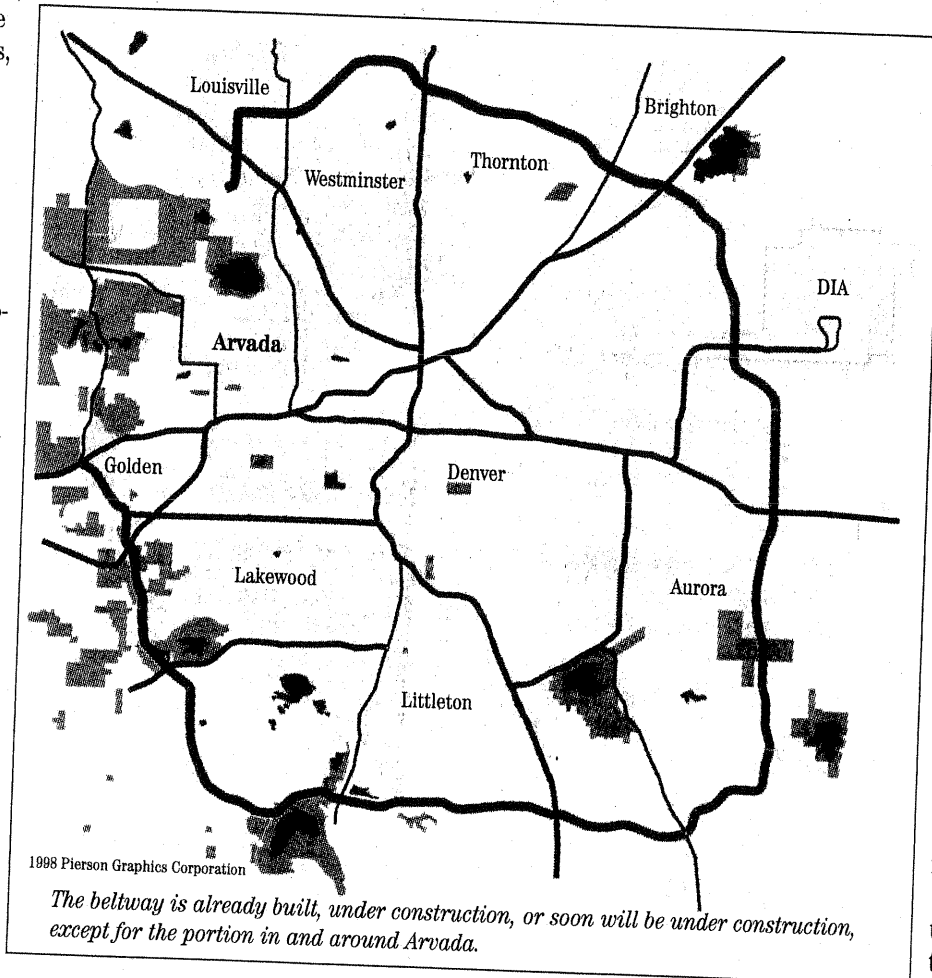 e
s,
Louisville
Brighton
Thornton
Westminster
DIA
Arvada
Golden
Denver
Lakewood
Aurora
Littleton
1998 Pierson Graphics Corporation
The beltway is already built, under construction, or soon will be under construction,
except for the portion in and around Arvada.